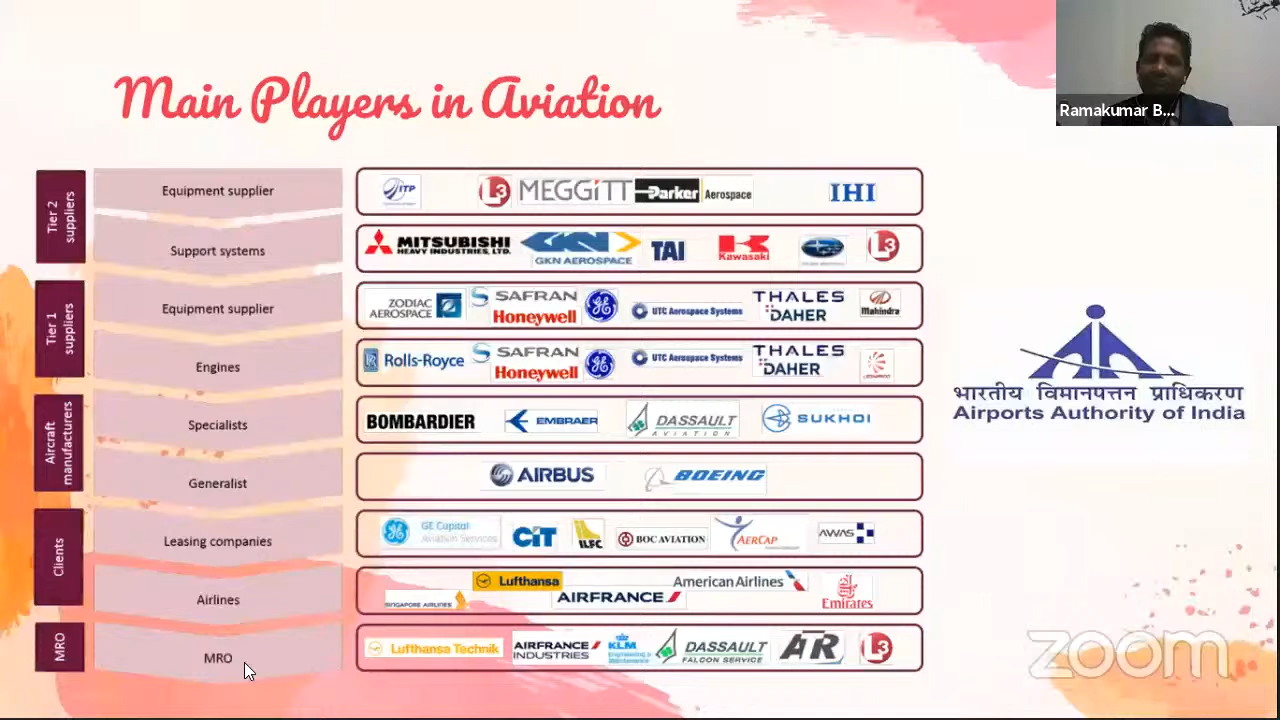 Main Players in Aviation
Ramakumar B...
Tier 2 suppliers
Equipment supplier
ITP
L3
MEGGITT
Parker Aerospace
IHI
Support systems
MITSUBISHI
HEAVY INDUSTRIES, LTD.
GKN AEROSPACE
TAI
Kawasaki
L3
Tier 1 suppliers
Equipment supplier
ZODIAC AEROSPACE
SAFRAN
Honeywell
UTC Aerospace Systems
THALES
DAHER
Mahindra
Engines
Rolls-Royce
SAFRAN
Honeywell
UTC Aerospace Systems
THALES
DAHER
Aircraft manufacturers
Specialists
BOMBARDIER
EMBRAER
DASSAULT
AVIATION
SUKHOI
Generalist
AIRBUS
BOEING
Clients
Leasing companies
GE Capital
Aviation Services
CIT
ILFC
BOC AVIATION
AERCAP
AWAS
Airlines
SINGAPORE AIRLINES
Lufthansa
AIRFRANCE
American Airlines
Emirates
MRO
MRO
Lufthansa Technik
AIRFRANCE
INDUSTRIES
KLM
Engineering &
Maintenance
DASSAULT
FALCON SERVICE
ATR
L3
भारतीय विमानपत्तन प्राधिकरण
Airports Authority of India
zoom